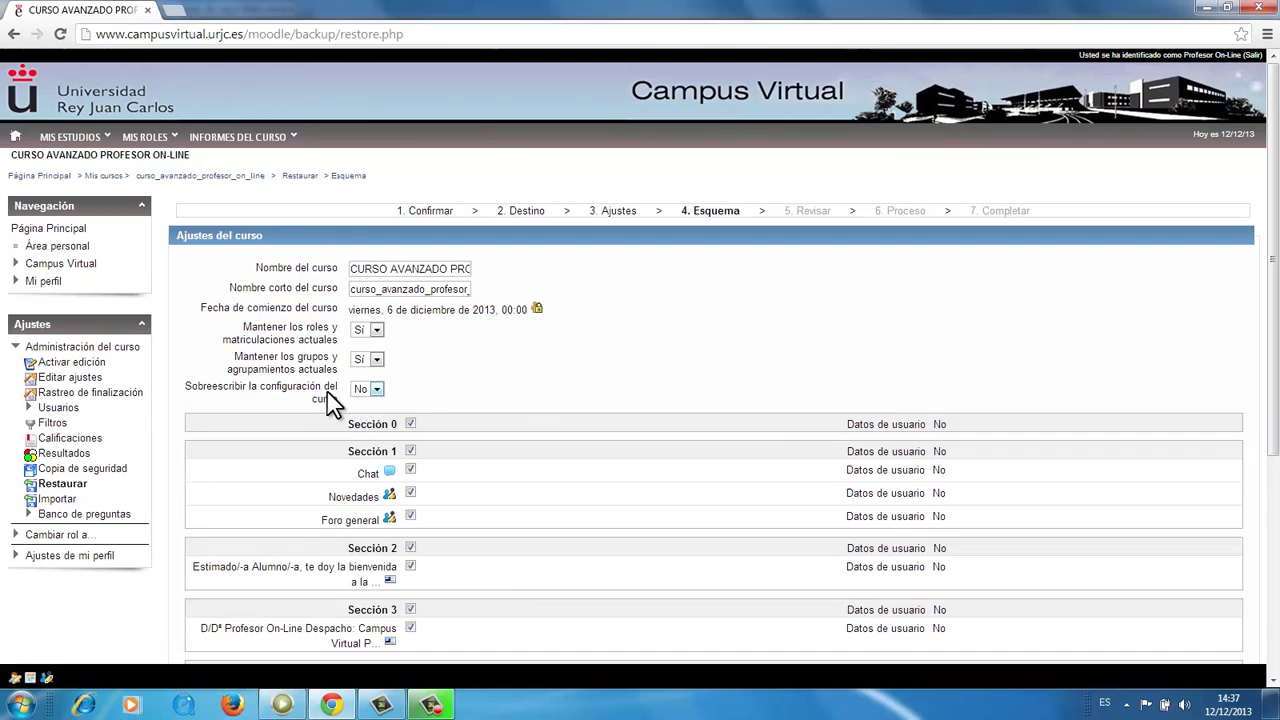 CURSO AVANZADO PROF
www.campusvirtual.urjc.es/moodle/backup/restore.php
Usted se ha identificado como Profesor On-Line (Salir)
Universidad
Rey Juan Carlos
Campus Virtual
MIS ESTUDIOS MIS ROLES INFORMES DEL CURSO
Hoy es 12/12/13
CURSO AVANZADO PROFESOR ON-LINE
Página Principal > Mis cursos > curso_avanzado_profesor_on_line > Restaurar > Esquema
Navegación
Página Principal
Área personal
Campus Virtual
Mi perfil
Ajustes
Administración del curso
Activar edición
Editar ajustes
Rastreo de finalización
Usuarios
Filtros
Calificaciones
Resultados
Copia de seguridad
Restaurar
Importar
Banco de preguntas
Cambiar rol a...
Ajustes de mi perfil
1. Confirmar > 2. Destino > 3. Ajustes > 4. Esquema > 5. Revisar > 6. Proceso > 7. Completar
Ajustes del curso
Nombre del curso CURSO AVANZADO PRO
Nombre corto del curso curso_avanzado_profesor_
Fecha de comienzo del curso viernes, 6 de diciembre de 2013, 00:00
Mantener los roles y
matriculaciones actuales Sí
Mantener los grupos y
agrupamientos actuales Sí
Sobreescribir la configuración del No
Sección 0 Datos de usuario No
Sección 1 Datos de usuario No
Chat Datos de usuario No
Novedades Datos de usuario No
Foro general Datos de usuario No
Sección 2 Datos de usuario No
Estimado/-a Alumno/-a, te doy la bienvenida
a la ... Datos de usuario No
Sección 3 Datos de usuario No
D/Dª Profesor On-Line Despacho: Campus
Virtual P... Datos de usuario No
ES
14:37
12/12/2013